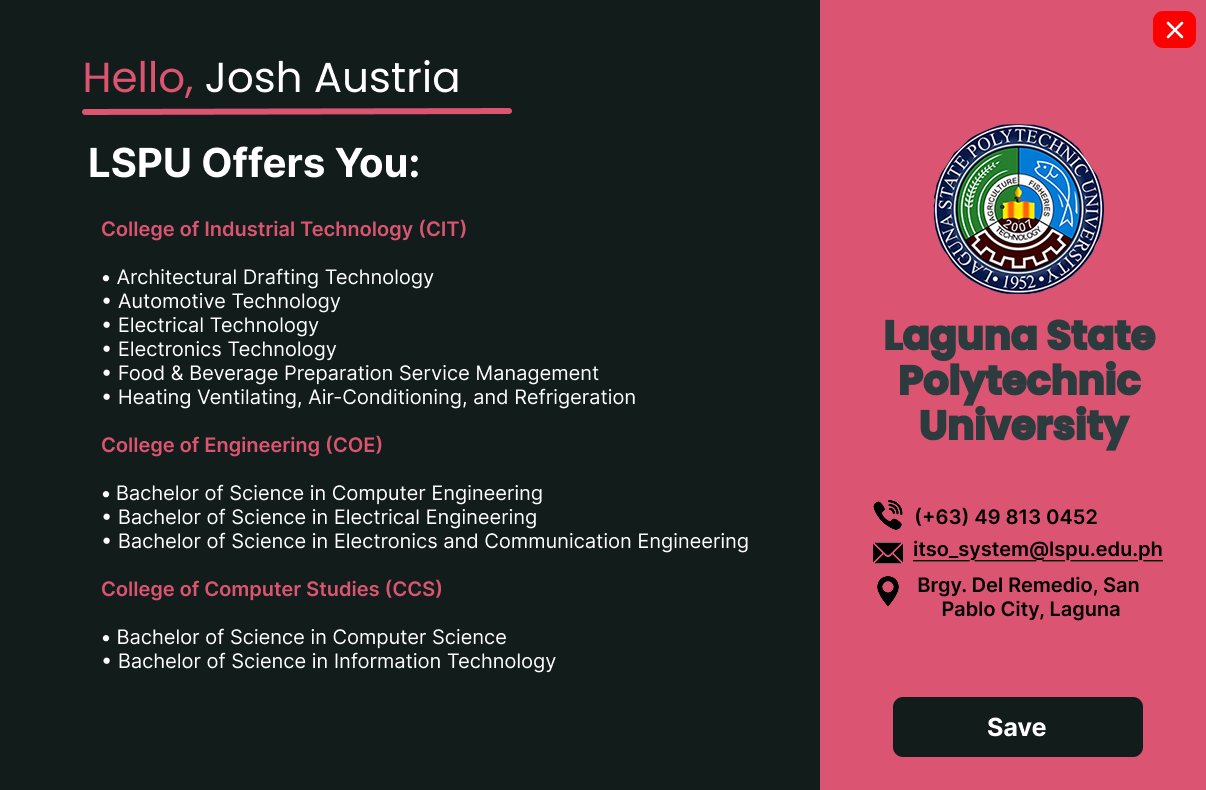 Hello, Josh Austria
LSPU Offers You:
College of Industrial Technology (CIT)
• Architectural Drafting Technology
• Automotive Technology
• Electrical Technology
• Electronics Technology
• Food & Beverage Preparation Service Management
• Heating Ventilating, Air-Conditioning, and Refrigeration
College of Engineering (COE)
• Bachelor of Science in Computer Engineering
• Bachelor of Science in Electrical Engineering
• Bachelor of Science in Electronics and Communication Engineering
College of Computer Studies (CCS)
• Bachelor of Science in Computer Science
• Bachelor of Science in Information Technology
LAGUNA STATE POLYTECHNIC UNIVERSITY
• 1952 •
AGRICULTURE
FISHERIES
2007
TECHNOLOGY
Laguna State
Polytechnic
University
(+63) 49 813 0452
itso_system@lspu.edu.ph
Brgy. Del Remedio, San
Pablo City, Laguna
Save